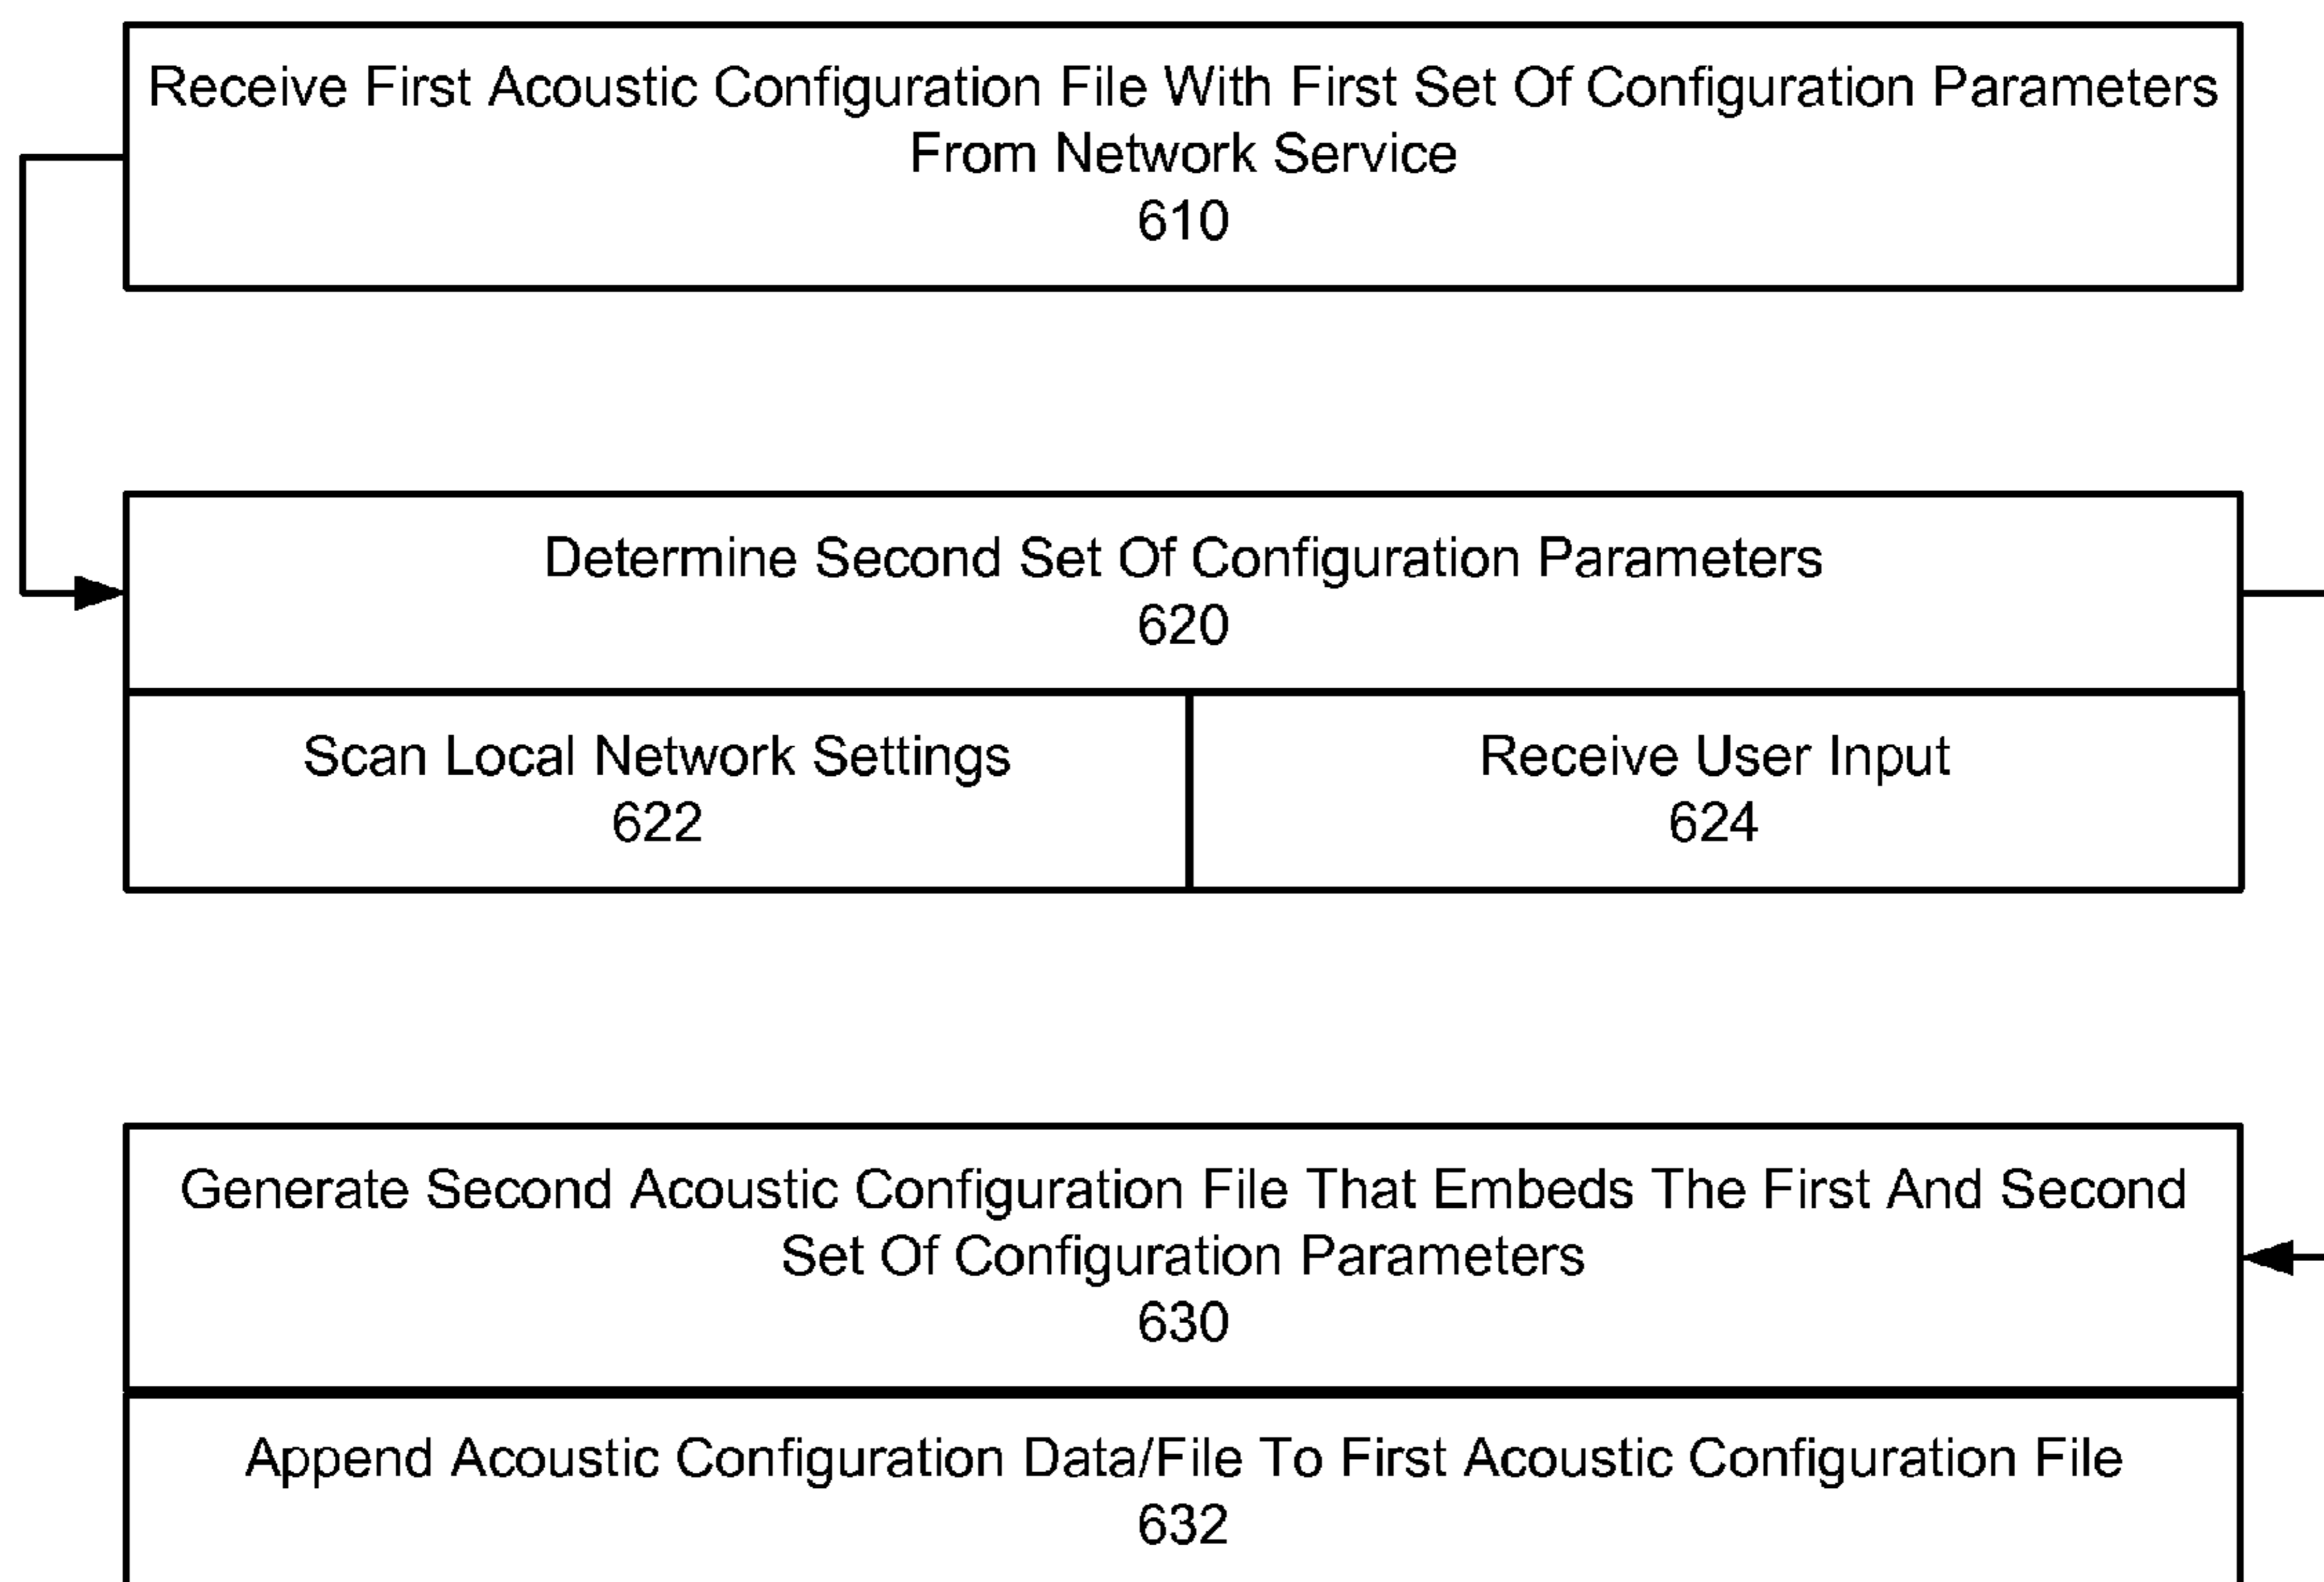 Receive First Acoustic Configuration File With First Set Of Configuration Parameters
From Network Service
610
Determine Second Set Of Configuration Parameters
620
Scan Local Network Settings
622
Receive User Input
624
Generate Second Acoustic Configuration File That Embeds The First And Second
Set Of Configuration Parameters
630
Append Acoustic Configuration Data/File To First Acoustic Configuration File
632